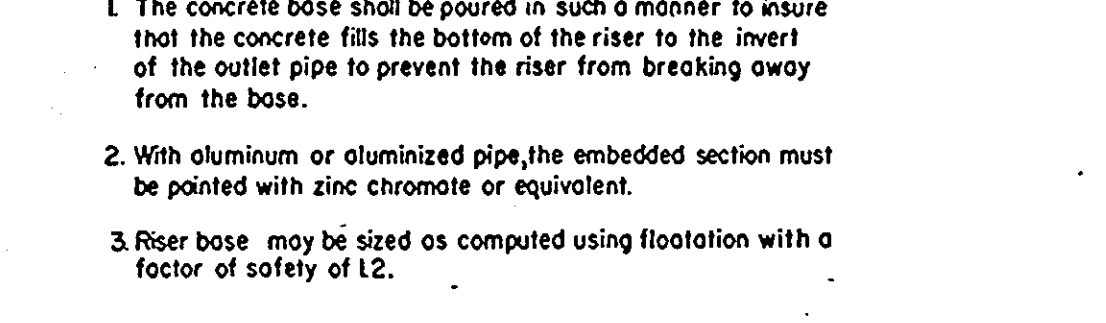 1. The concrete base shall be poured in such a manner to insure
that the concrete fills the bottom of the riser to the invert
of the outlet pipe to prevent the riser from breaking away
from the base.
2. With aluminum or aluminized pipe,the embedded section must
be painted with zinc chromate or equivalent.
3. Riser base may be sized as computed using floatation with a
factor of safety of 1.2.